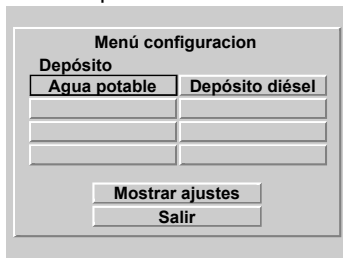 Menú configuracion
Depósito
Agua potable Depósito diésel
Mostrar ajustes
Salir